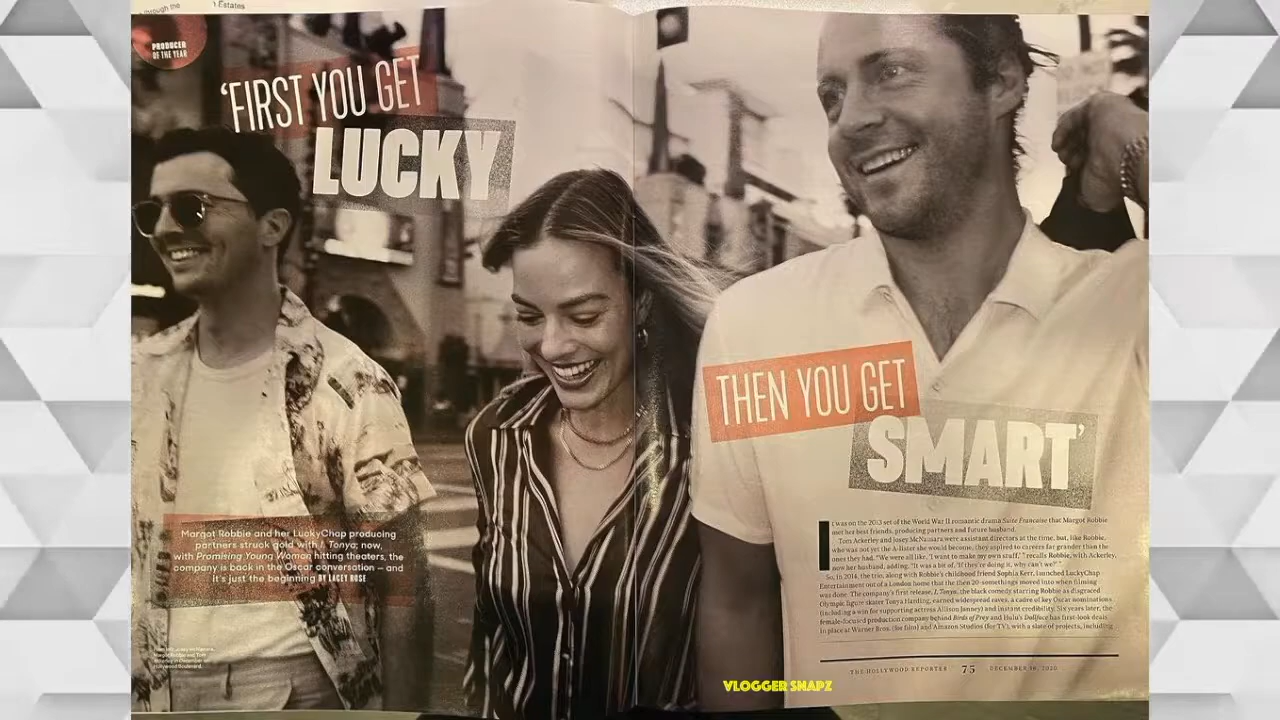 through the
Estates
PRODUCER
OF THE YEAR
‘FIRST YOU GET
LUCKY
THEN YOU GET
SMART’
Margot Robbie and her LuckyChap producing
partners struck gold with I, Tonya; now,
with Promising Young Woman hitting theaters, the
company is back in the Oscar conversation — and
it's just the beginning BY LACEY ROSE
It was on the 2013 set of the World War II romantic drama Suite Francaise that Margot Robbie
met her best friends, producing partners and future husband.
Tom Ackerley and Josey McNamara were assistant directors at the time, but, like Robbie,
who was not yet the A-lister she would become, they aspired to careers far grander than the
ones they had. “We were all like, 'I want to make my own stuff,'” recalls Robbie, with Ackerley,
now her husband, adding, “It was a bit of, 'If they're doing it, why can't we?'”
So, in 2014, the trio, along with Robbie's childhood friend Sophia Kerr, launched LuckyChap
Entertainment out of a London home that the then 20-somethings moved into when filming
was done. The company's first release, I, Tonya, the black comedy starring Robbie as disgraced
Olympic figure skater Tonya Harding, earned widespread raves, a cadre of key Oscar nominations
(including a win for supporting actress Allison Janney) and instant credibility. Six years later, the
female-focused production company behind Birds of Prey and Hulu's Dollface has first-look deals
in place at Warner Bros. (for film) and Amazon Studios (for TV), with a slate of projects, including
THE HOLLYWOOD REPORTER 75 DECEMBER 16, 2020
VLOGGER SNAPZ